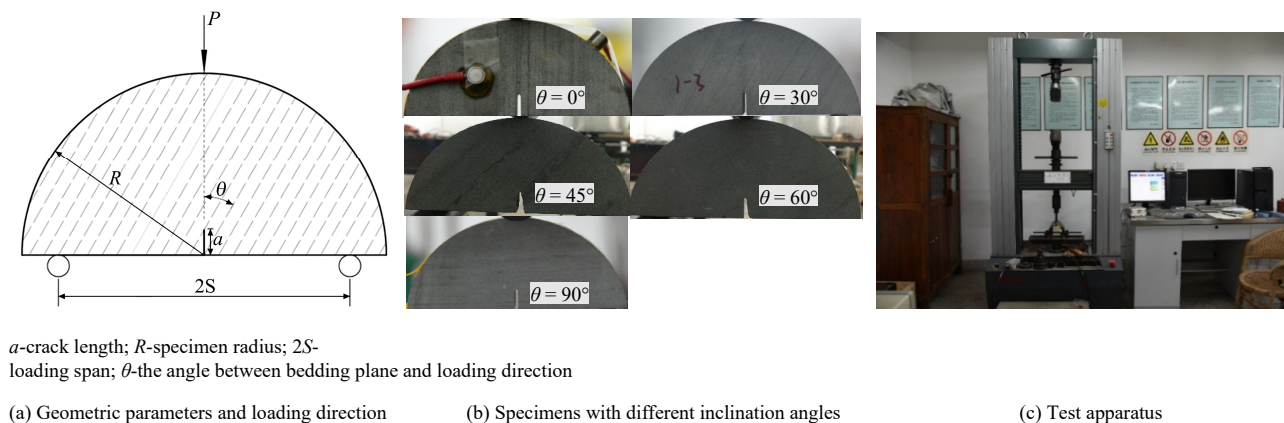 P
R
θ
a
2S
θ = 0°
1-3
θ = 30°
θ = 45°
θ = 60°
θ = 90°
a-crack length; R-specimen radius; 2S-
loading span; θ-the angle between bedding plane and loading direction
(a) Geometric parameters and loading direction
(b) Specimens with different inclination angles
(c) Test apparatus